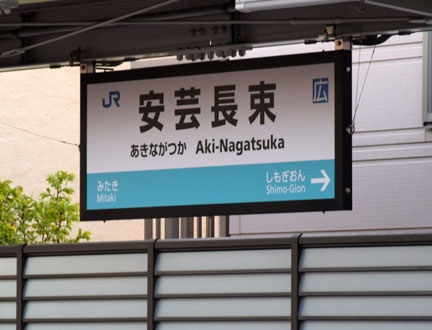 JR 広
安芸長束
あきながつか Aki-Nagatsuka
みたき しもぎおん →
Mitaki Shimo-Gion